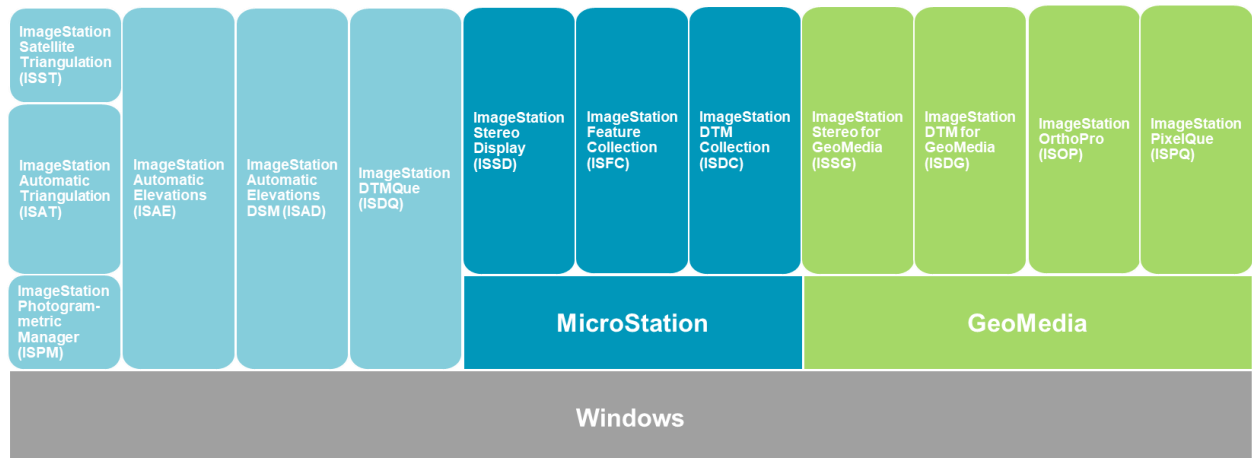 ImageStation
Satellite
Triangulation
(ISST)
ImageStation
Automatic
Triangulation
(ISAT)
ImageStation
Photogram-
metric
Manager
(ISPM)
ImageStation
Automatic
Elevations
(ISAE)
ImageStation
Automatic
Elevations
DSM (ISAD)
ImageStation
DTMQue
(ISDQ)
ImageStation
Stereo
Display
(ISSD)
ImageStation
Feature
Collection
(ISFC)
ImageStation
DTM
Collection
(ISDC)
ImageStation
Stereo for
GeoMedia
(ISSG)
ImageStation
DTM for
GeoMedia
(ISDG)
ImageStation
OrthoPro
(ISOP)
ImageStation
PixelQue
(ISPQ)
MicroStation
GeoMedia
Windows